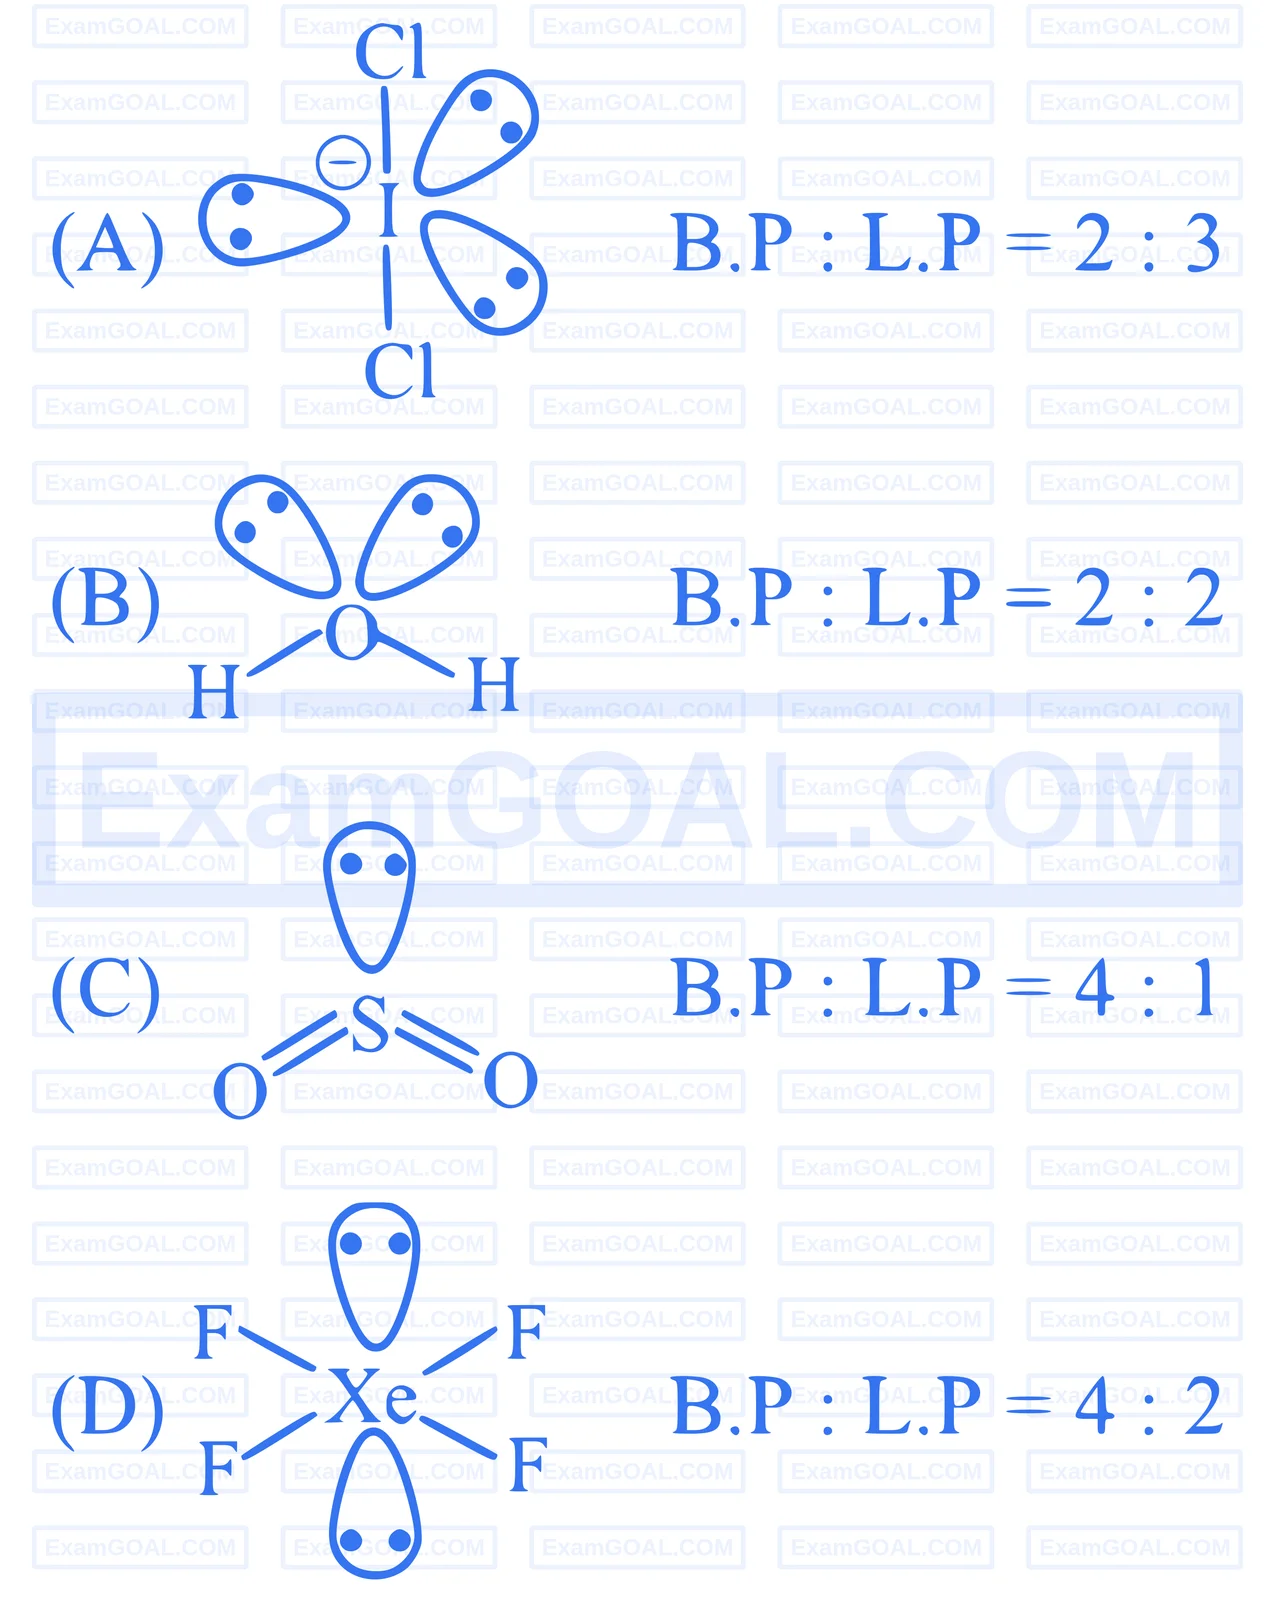 Cl
(A) I B.P : L.P = 2 : 3
Cl
(B) O B.P : L.P = 2 : 2
H H
ExamGOAL.COM
(C) S B.P : L.P = 4 : 1
O O
F F
(D) Xe B.P : L.P = 4 : 2
F F